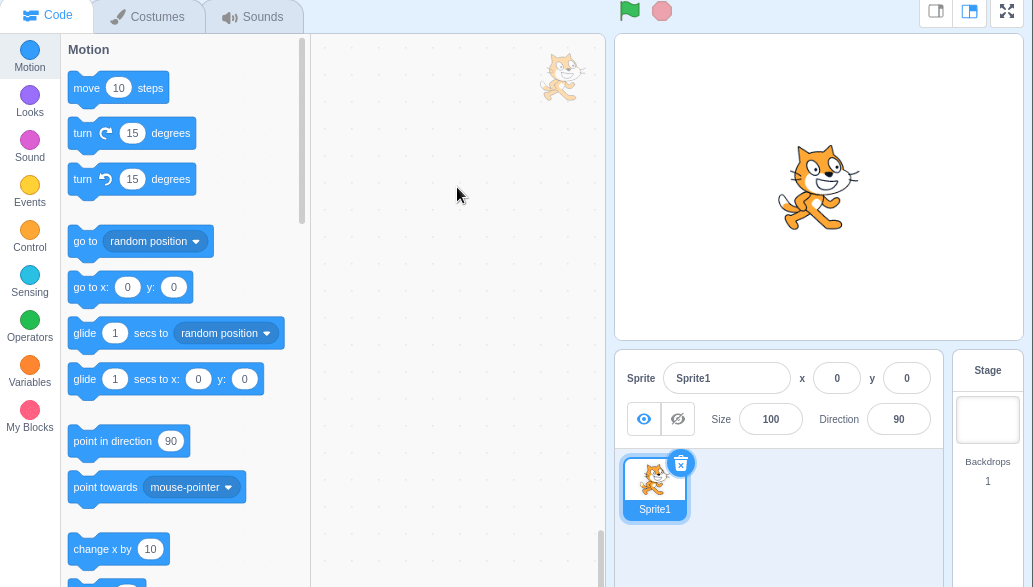 Code
Costumes
Sounds
Motion
Looks
Sound
Events
Control
Sensing
Operators
Variables
My Blocks
Motion
move 10 steps
turn 15 degrees
turn 15 degrees
go to random position
go to x: 0 y: 0
glide 1 secs to random position
glide 1 secs to x: 0 y: 0
point in direction 90
point towards mouse-pointer
change x by 10
Sprite Sprite1 x 0 y 0
Size 100 Direction 90
Sprite1
Stage
Backdrops
1